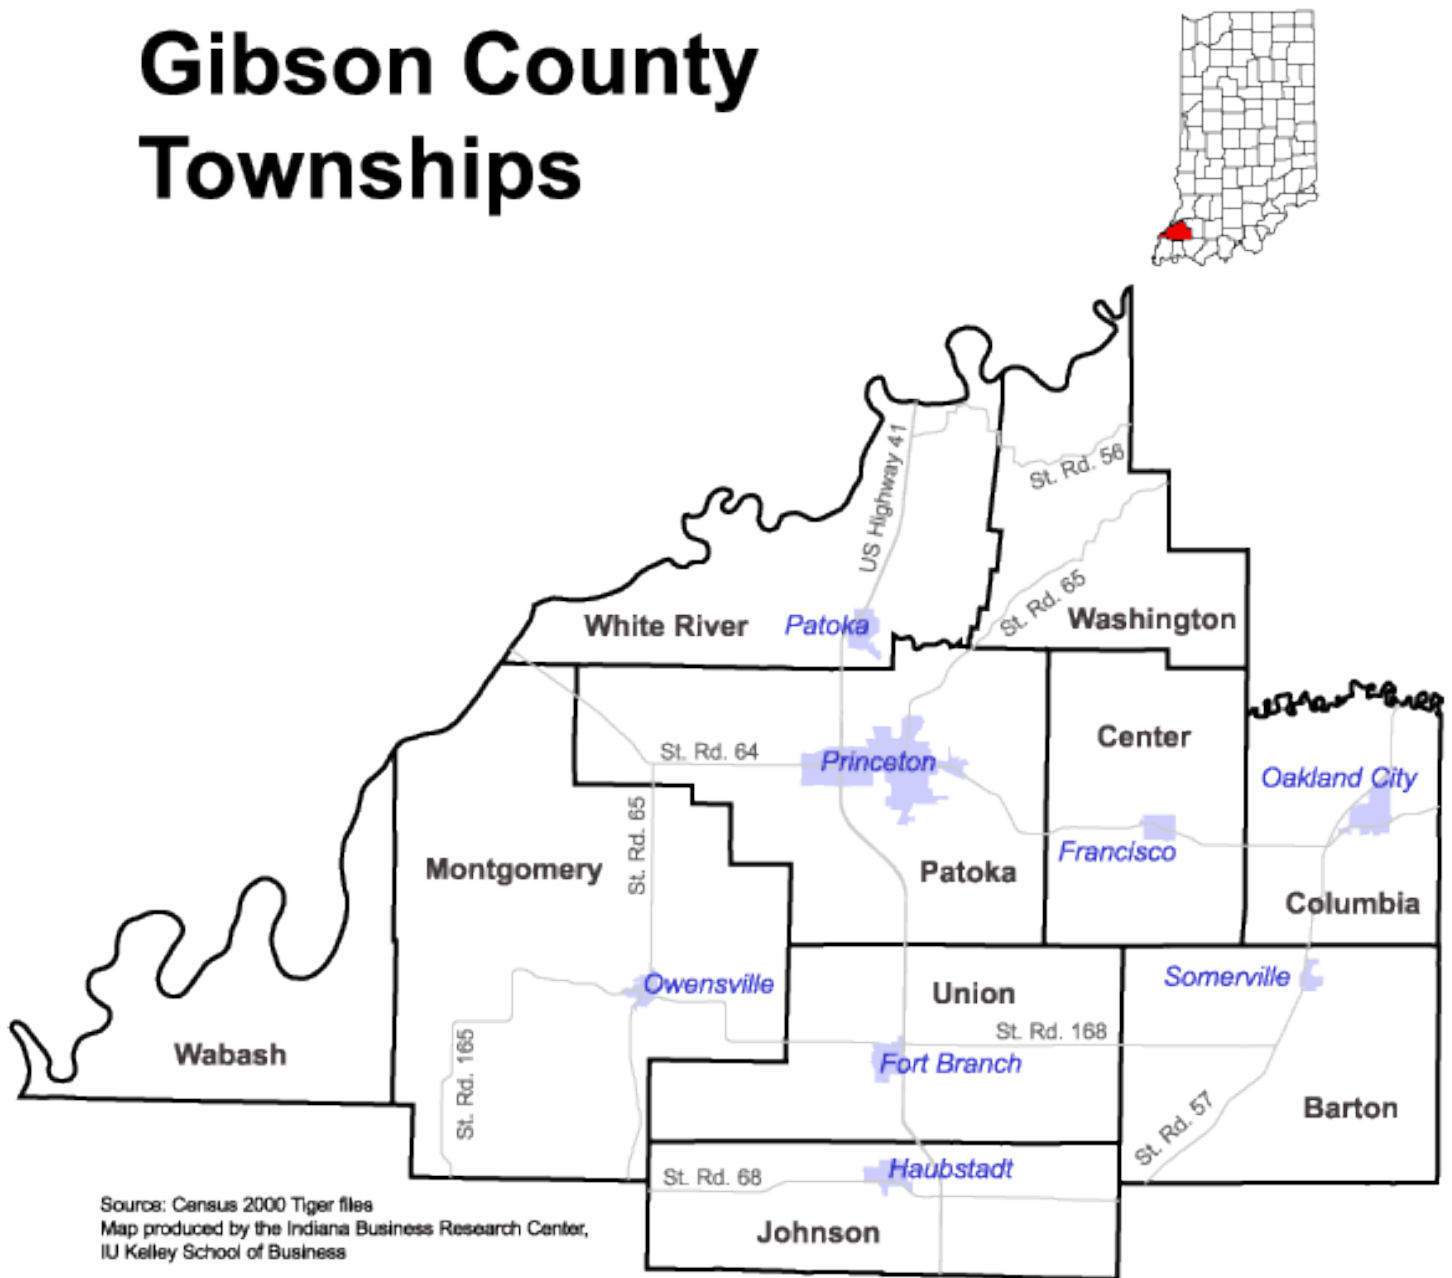 Gibson County
Townships
US Highway 41
St. Rd. 56
St. Rd. 65
White River
Patoka
Washington
Center
St. Rd. 64
Princeton
Oakland City
St. Rd. 65
Montgomery
Francisco
Patoka
Columbia
Owensville
Somerville
Union
St. Rd. 168
Wabash
St. Rd. 165
Fort Branch
Barton
St. Rd. 57
Haubstadt
St. Rd. 68
Johnson
Source: Census 2000 Tiger files
Map produced by the Indiana Business Research Center,
IU Kelley School of Business